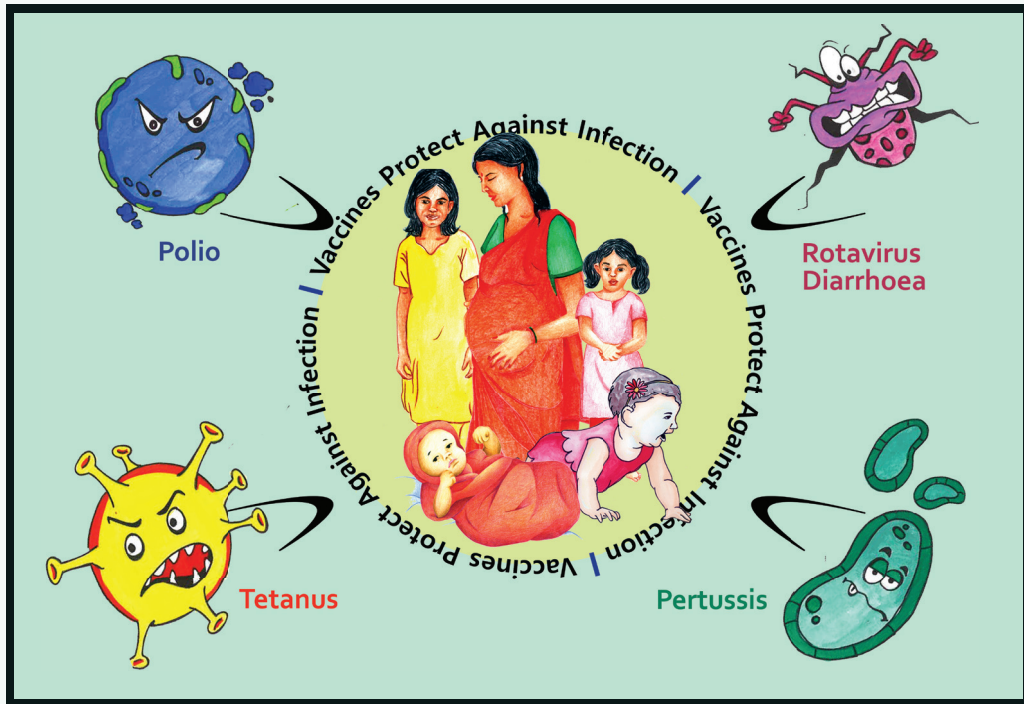 Vaccines Protect Against Infection | Vaccines Protect Against Infection | Vaccines Protect Against Infection |
Polio
Rotavirus
Diarrhoea
Tetanus
Pertussis